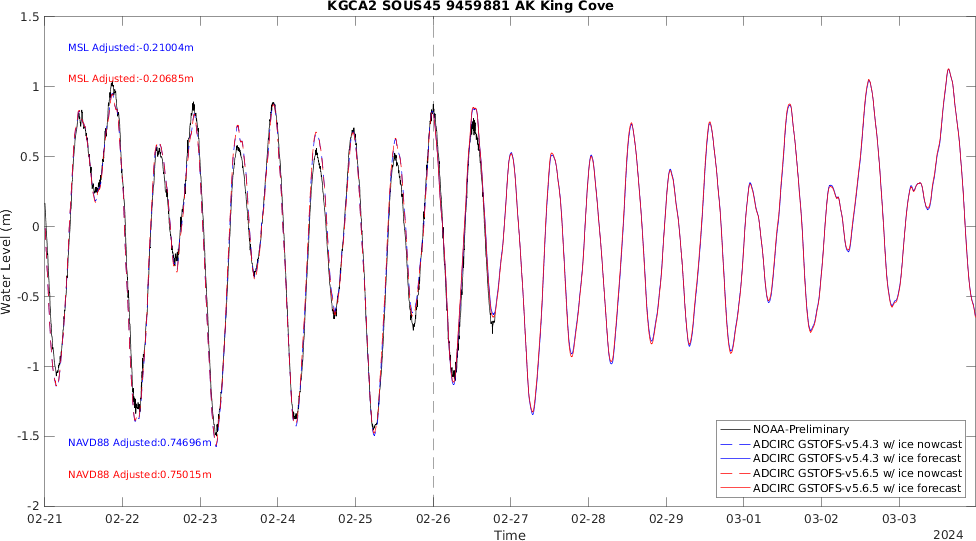 KGCA2 SOUS45 9459881 AK King Cove
1.5
1
0.5
0
-0.5
-1
-1.5
-2
Water Level (m)
MSL Adjusted:-0.21004m
MSL Adjusted:-0.20685m
NAVD88 Adjusted:0.74696m
NAVD88 Adjusted:0.75015m
NOAA-Preliminary
ADCIRC GSTOFS-v5.4.3 w/ ice nowcast
ADCIRC GSTOFS-v5.4.3 w/ ice forecast
ADCIRC GSTOFS-v5.6.5 w/ ice nowcast
ADCIRC GSTOFS-v5.6.5 w/ ice forecast
02-21 02-22 02-23 02-24 02-25 02-26 02-27 02-28 02-29 03-01 03-02 03-03
Time
2024